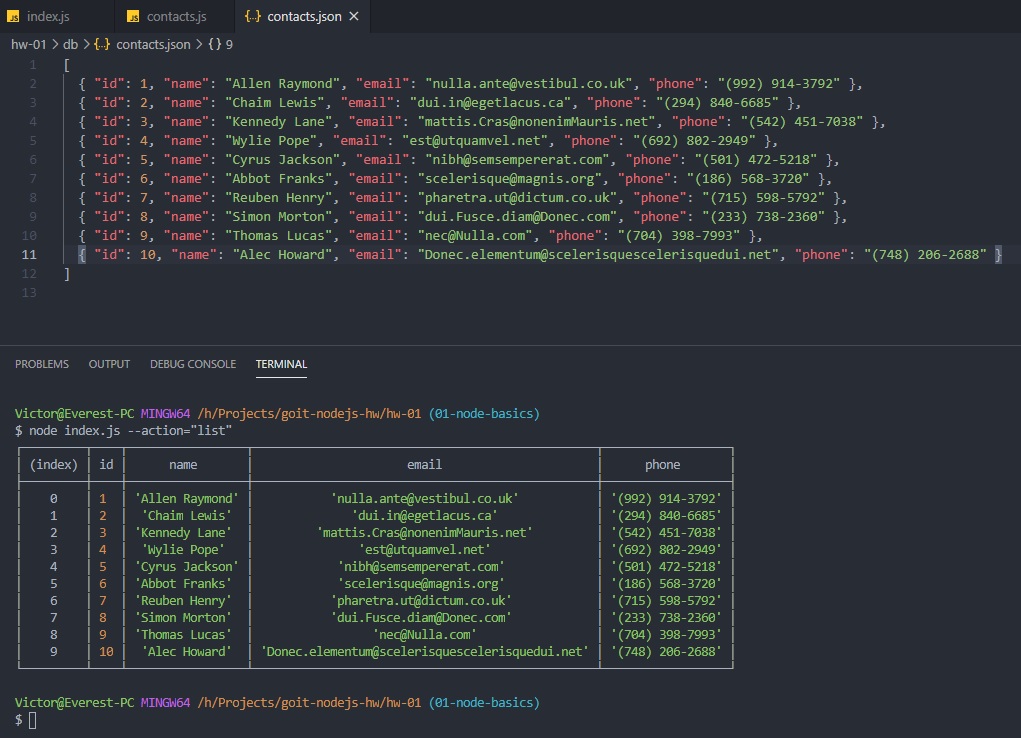 JS index.js JS contacts.js {..} contacts.json ×
hw-01 > db > {..} contacts.json > {} 9
1 [
2 { "id": 1, "name": "Allen Raymond", "email": "nulla.ante@vestibul.co.uk", "phone": "(992) 914-3792" },
3 { "id": 2, "name": "Chaim Lewis", "email": "dui.in@egetlacus.ca", "phone": "(294) 840-6685" },
4 { "id": 3, "name": "Kennedy Lane", "email": "mattis.Cras@nonenimMauris.net", "phone": "(542) 451-7038" },
5 { "id": 4, "name": "Wylie Pope", "email": "est@utquamvel.net", "phone": "(692) 802-2949" },
6 { "id": 5, "name": "Cyrus Jackson", "email": "nibh@semsempererat.com", "phone": "(501) 472-5218" },
7 { "id": 6, "name": "Abbot Franks", "email": "scelerisque@magnis.org", "phone": "(186) 568-3720" },
8 { "id": 7, "name": "Reuben Henry", "email": "pharetra.ut@dictum.co.uk", "phone": "(715) 598-5792" },
9 { "id": 8, "name": "Simon Morton", "email": "dui.Fusce.diam@Donec.com", "phone": "(233) 738-2360" },
10 { "id": 9, "name": "Thomas Lucas", "email": "nec@Nulla.com", "phone": "(704) 398-7993" },
11 { "id": 10, "name": "Alec Howard", "email": "Donec.elementum@scelerisquescelerisquedui.net", "phone": "(748) 206-2688" }
12 ]
13
PROBLEMS OUTPUT DEBUG CONSOLE TERMINAL
Victor@Everest-PC MINGW64 /h/Projects/goit-nodejs-hw/hw-01 (01-node-basics)
$ node index.js --action="list"
(index) id name email phone
0 1 'Allen Raymond' 'nulla.ante@vestibul.co.uk' '(992) 914-3792'
1 2 'Chaim Lewis' 'dui.in@egetlacus.ca' '(294) 840-6685'
2 3 'Kennedy Lane' 'mattis.Cras@nonenimMauris.net' '(542) 451-7038'
3 4 'Wylie Pope' 'est@utquamvel.net' '(692) 802-2949'
4 5 'Cyrus Jackson' 'nibh@semsempererat.com' '(501) 472-5218'
5 6 'Abbot Franks' 'scelerisque@magnis.org' '(186) 568-3720'
6 7 'Reuben Henry' 'pharetra.ut@dictum.co.uk' '(715) 598-5792'
7 8 'Simon Morton' 'dui.Fusce.diam@Donec.com' '(233) 738-2360'
8 9 'Thomas Lucas' 'nec@Nulla.com' '(704) 398-7993'
9 10 'Alec Howard' 'Donec.elementum@scelerisquescelerisquedui.net' '(748) 206-2688'
Victor@Everest-PC MINGW64 /h/Projects/goit-nodejs-hw/hw-01 (01-node-basics)
$